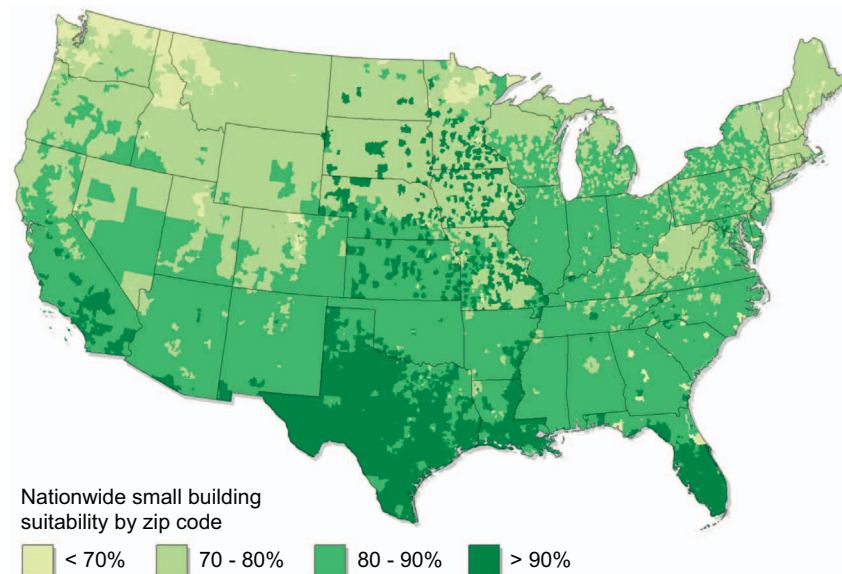 Nationwide small building
suitability by zip code
< 70%
70 - 80%
80 - 90%
> 90%